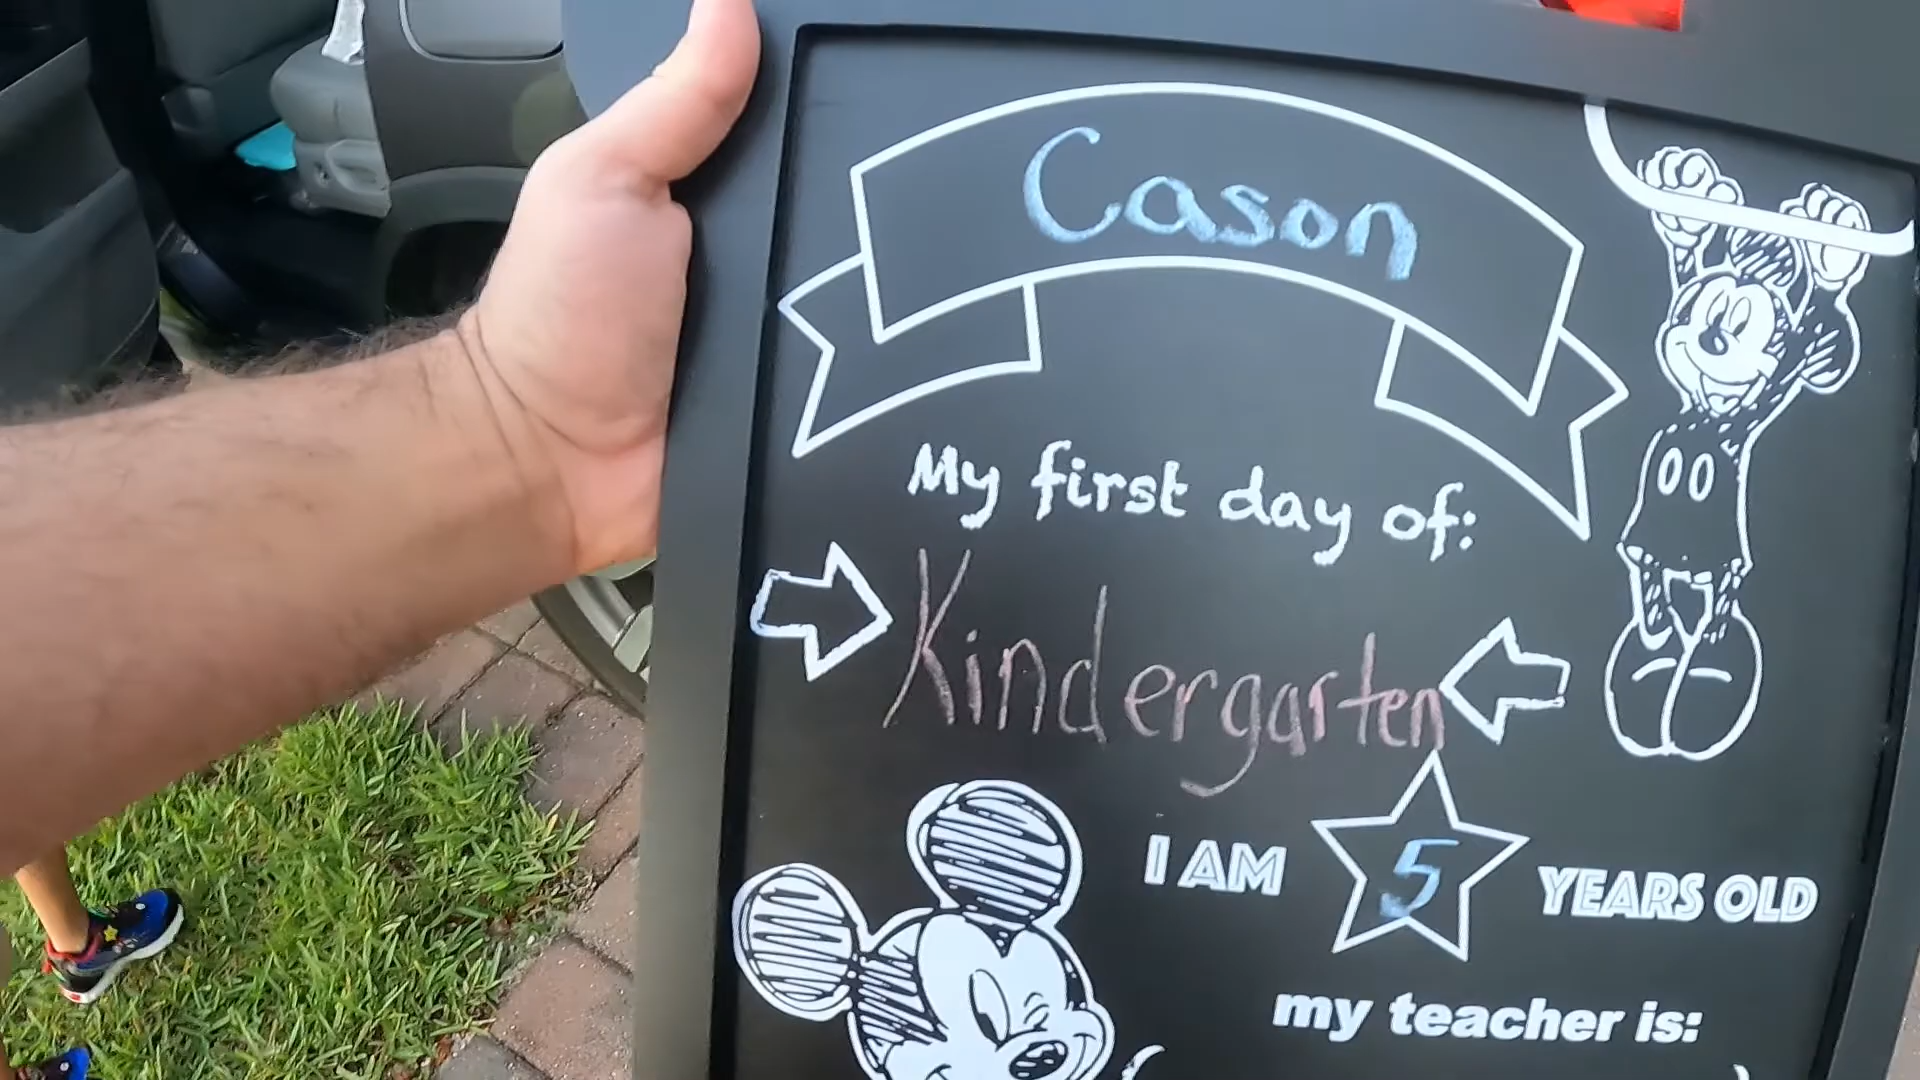 Cason
My first day of:
Kindergarten
I AM 5 YEARS OLD
my teacher is: